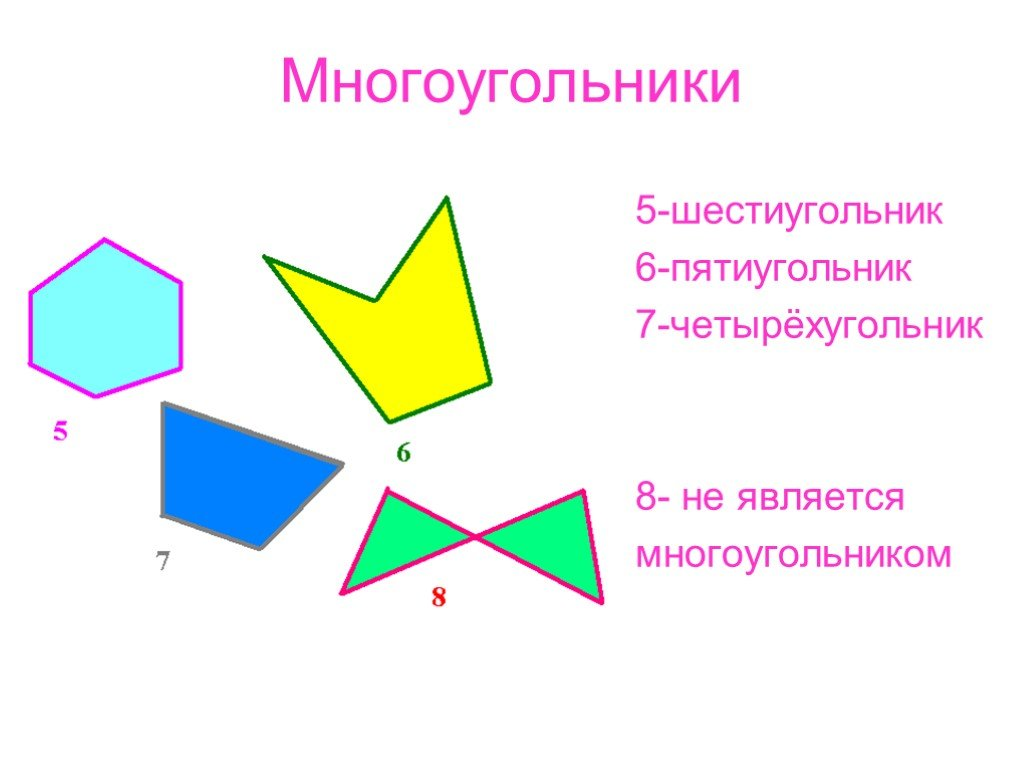 Многоугольники
5-шестиугольник
6-пятиугольник
7-четырёхугольник
8- не является
многоугольником
5
6
7
8